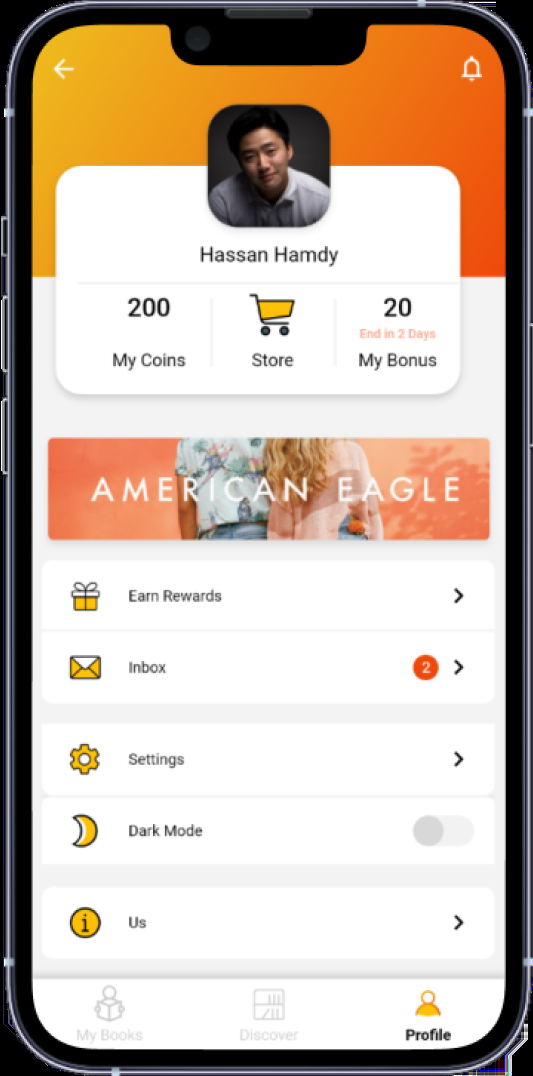 Hassan Hamdy
200
20
End in 2 Days
My Coins
Store
My Bonus
AMERICAN EAGLE
Earn Rewards
Inbox
2
Settings
Dark Mode
Us
My Books
Discover
Profile